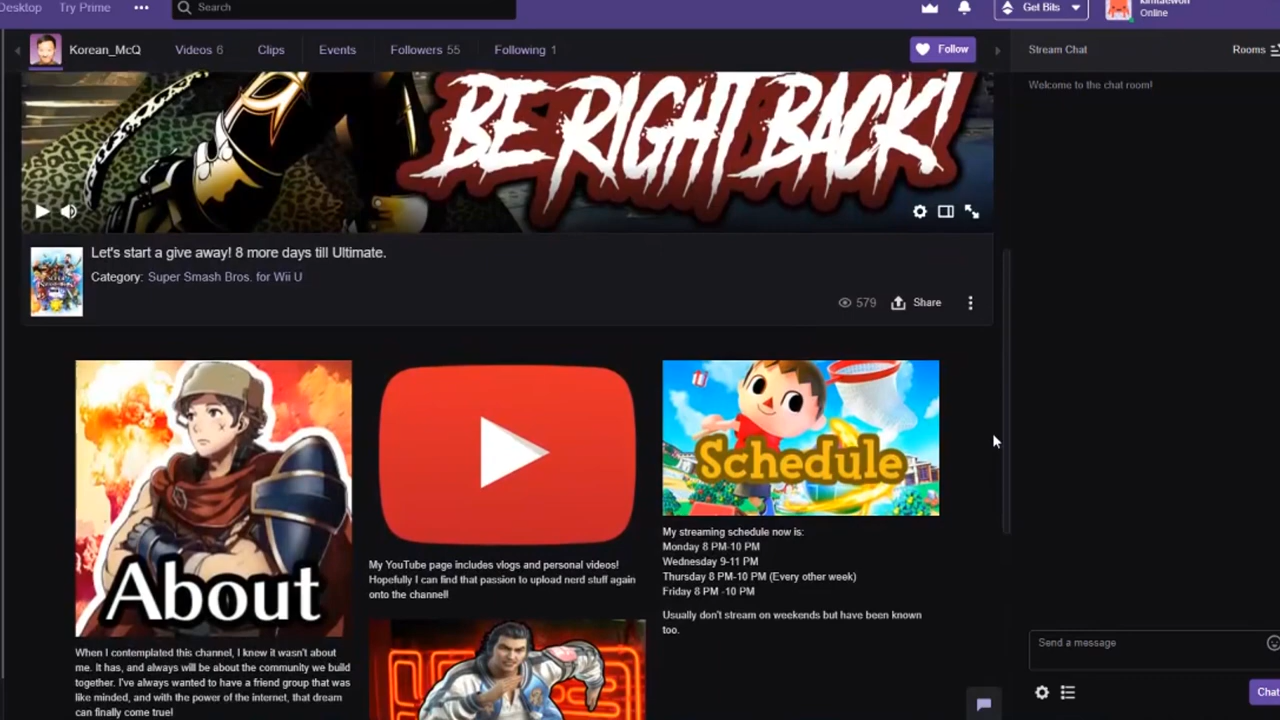 Desktop Try Prime ••• Search Get Bits
Online
Korean_McQ Videos 6 Clips Events Followers 55 Following 1 Follow Stream Chat Rooms
Welcome to the chat room!
BE RIGHT BACK!
Let's start a give away! 8 more days till Ultimate.
Category: Super Smash Bros. for Wii U
579 Share
About
When I contemplated this channel, I knew it wasn't about
me. It has, and always will be about the community we build
together. I've always wanted to have a friend group that was
like minded, and with the power of the internet, that dream
can finally come true!
My YouTube page includes vlogs and personal videos!
Hopefully I can find that passion to upload nerd stuff again
onto the channel!
Schedule
My streaming schedule now is:
Monday 8 PM-10 PM
Wednesday 9-11 PM
Thursday 8 PM-10 PM (Every other week)
Friday 8 PM -10 PM
Usually don't stream on weekends but have been known
too.
Send a message
Chat